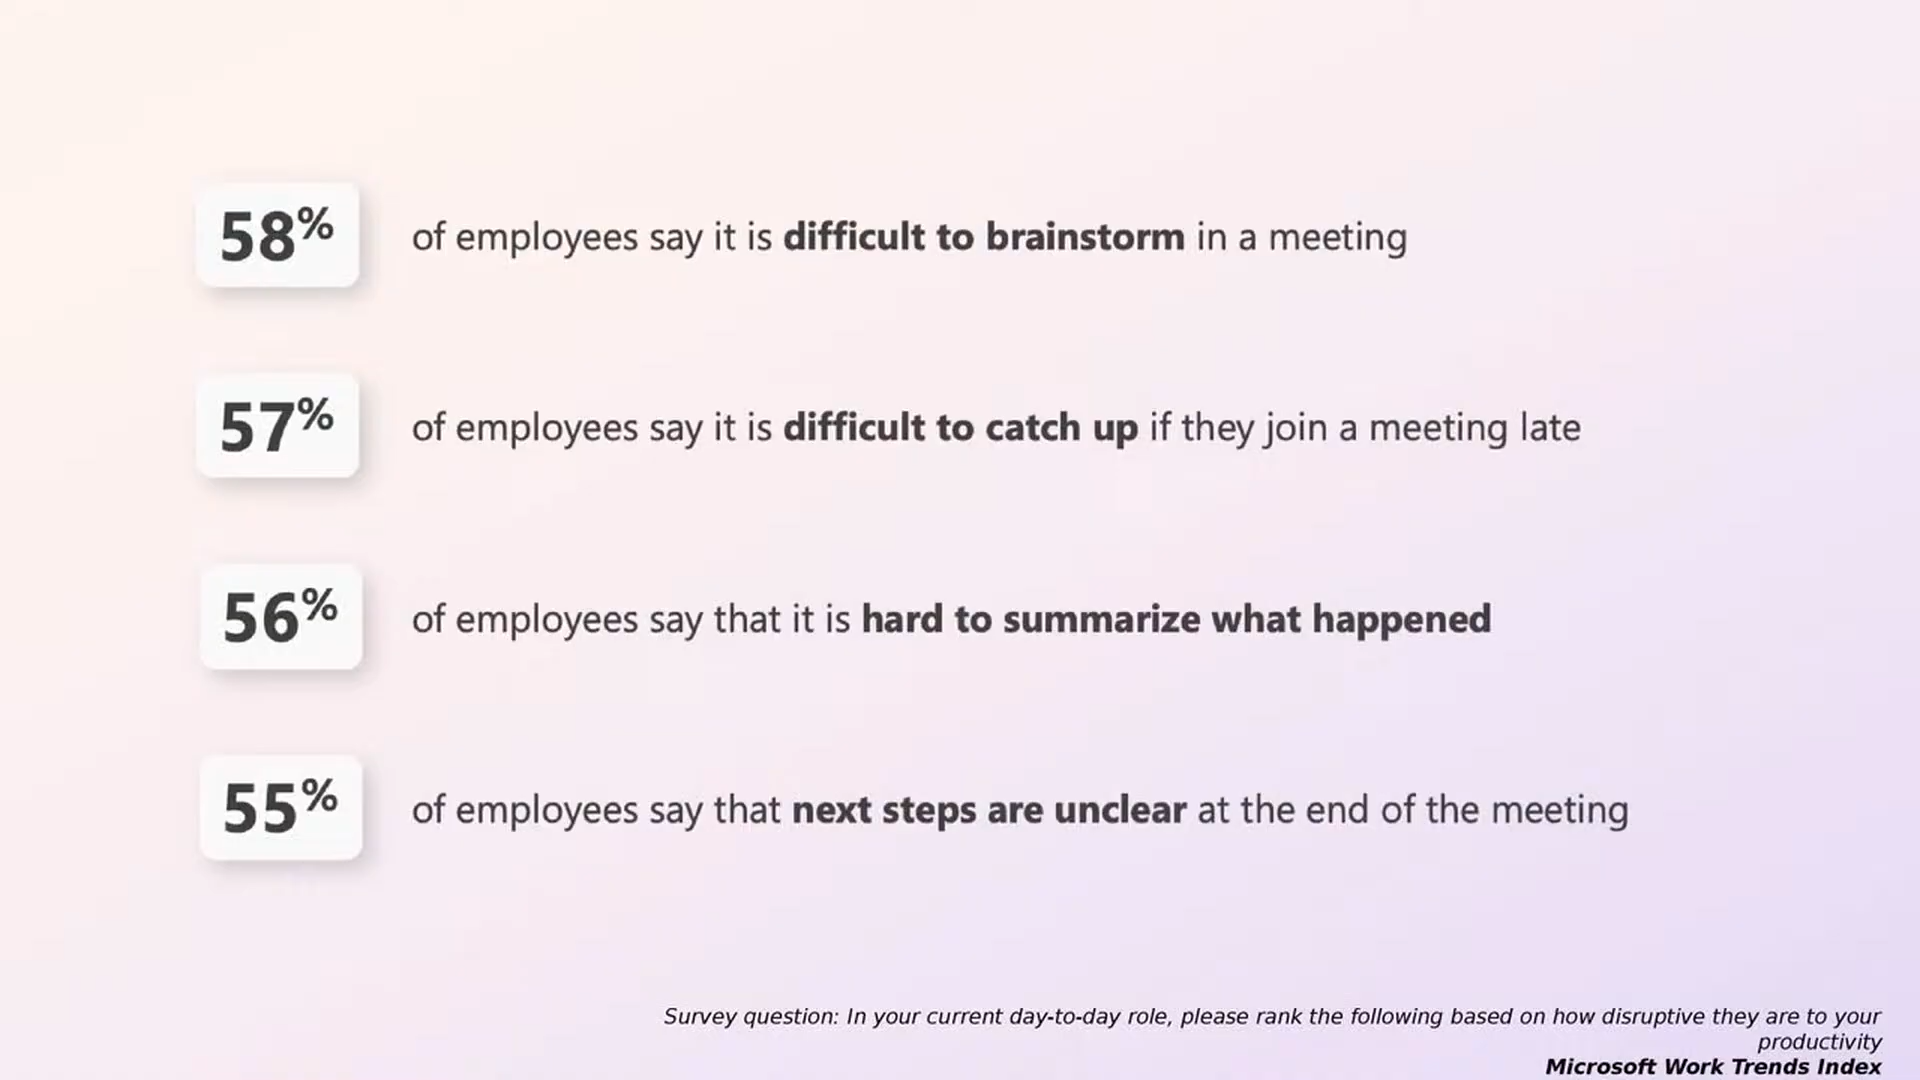 58% of employees say it is difficult to brainstorm in a meeting
57% of employees say it is difficult to catch up if they join a meeting late
56% of employees say that it is hard to summarize what happened
55% of employees say that next steps are unclear at the end of the meeting
Survey question: In your current day-to-day role, please rank the following based on how disruptive they are to your
productivity
Microsoft Work Trends Index